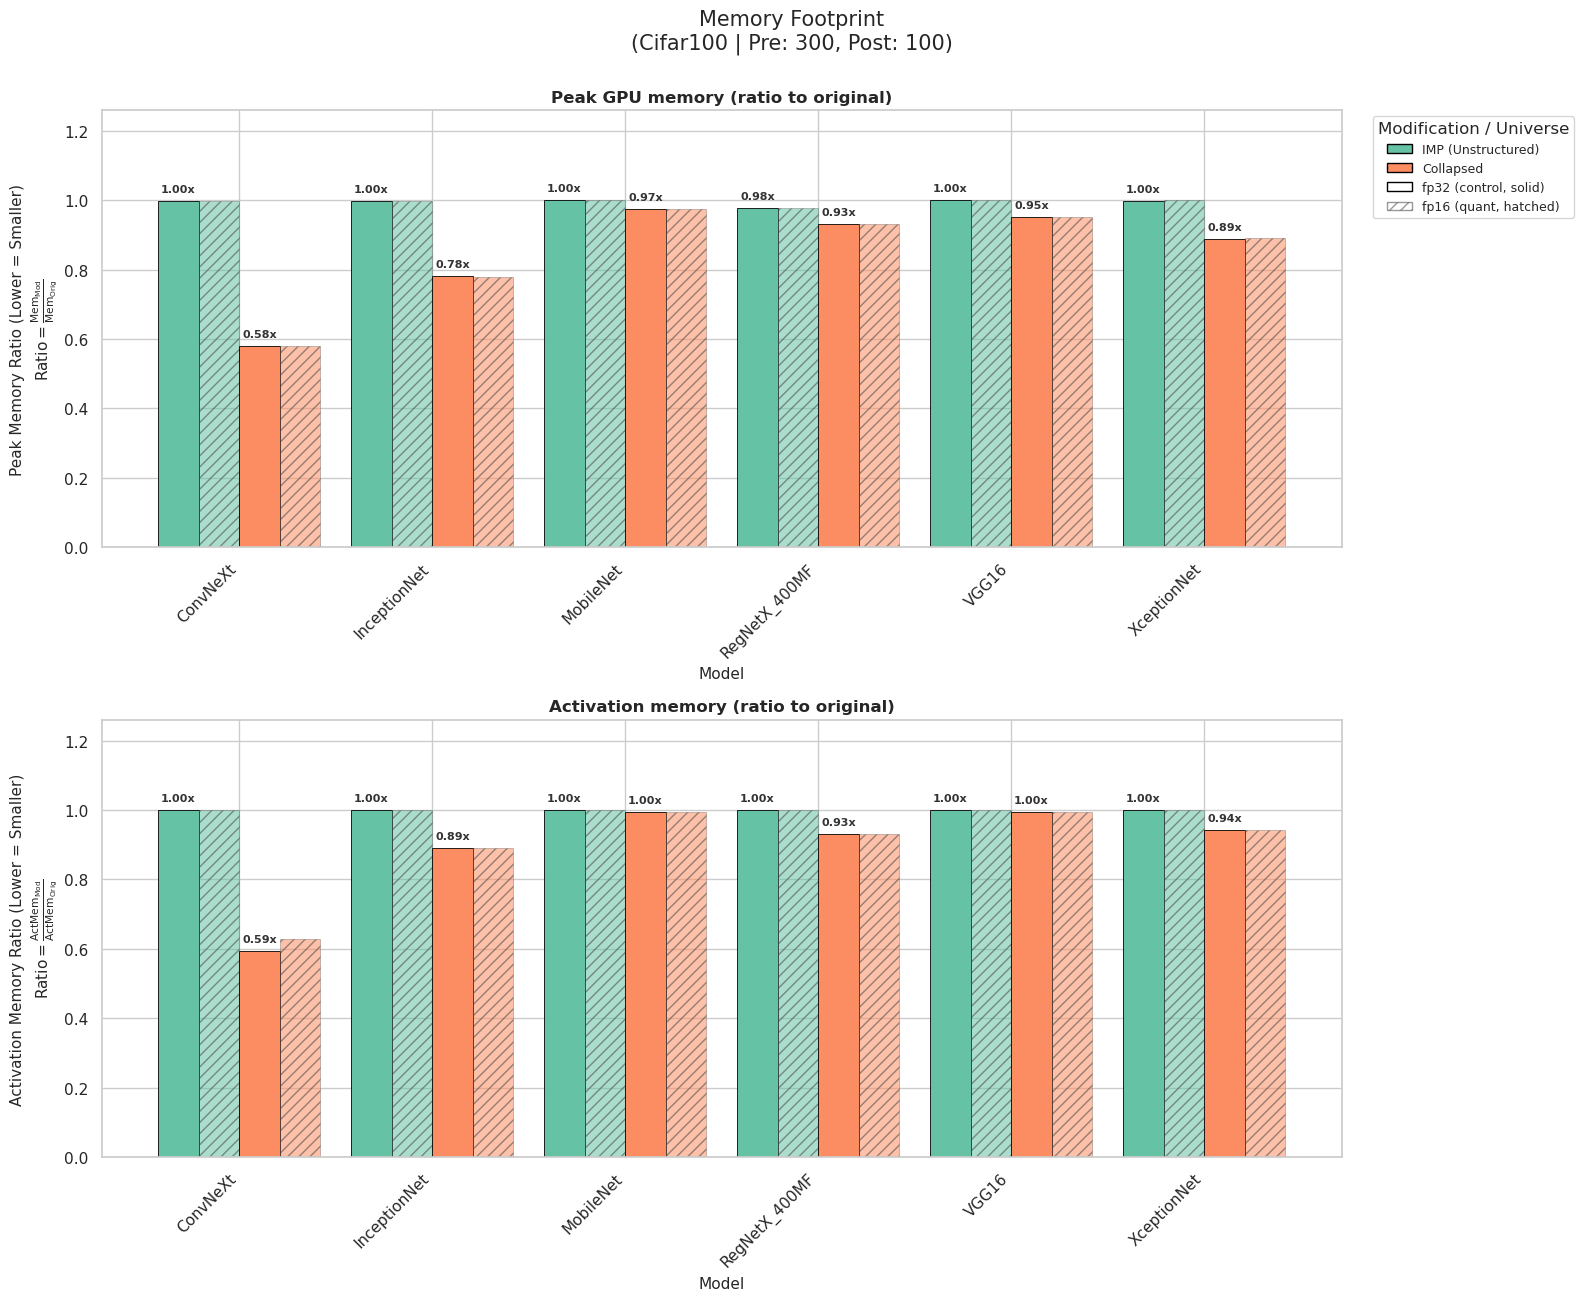 Memory Footprint
(Cifar100 | Pre: 300, Post: 100)
Peak GPU memory (ratio to original)
Peak Memory Ratio (Lower = Smaller)
Ratio = Mem_Mod / Mem_Orig
1.2
1.0
0.8
0.6
0.4
0.2
0.0
1.00x
0.58x
1.00x
0.78x
1.00x
0.97x
0.98x
0.93x
1.00x
0.95x
1.00x
0.89x
ConvNeXt
InceptionNet
MobileNet
RegNetX_400MF
VGG16
XceptionNet
Model
Modification / Universe
IMP (Unstructured)
Collapsed
fp32 (control, solid)
fp16 (quant, hatched)
Activation memory (ratio to original)
Activation Memory Ratio (Lower = Smaller)
Ratio = ActMem_Mod / ActMem_Orig
1.2
1.0
0.8
0.6
0.4
0.2
0.0
1.00x
0.59x
1.00x
0.89x
1.00x
1.00x
1.00x
0.93x
1.00x
1.00x
1.00x
0.94x
ConvNeXt
InceptionNet
MobileNet
RegNetX_400MF
VGG16
XceptionNet
Model